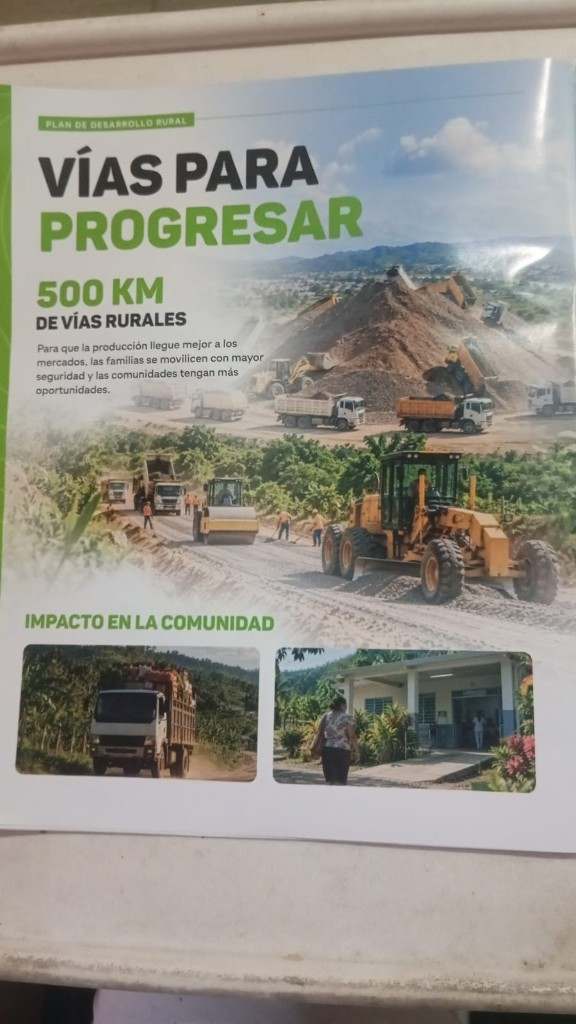 PLAN DE DESARROLLO RURAL
VÍAS PARA
PROGRESAR
500 KM
DE VÍAS RURALES
Para que la producción llegue mejor a los
mercados, las familias se movilicen con mayor
seguridad y las comunidades tengan más
oportunidades.
IMPACTO EN LA COMUNIDAD